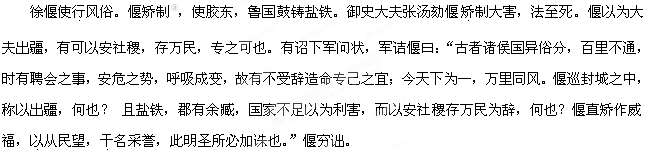 徐偃使行风俗。偃矫制，使胶东，鲁国鼓铸盐铁。御史大夫张汤劾偃矫制大害，法至死。偃以为大
夫出疆，有可以安社稷，存万民，专之可也。有诏下军问状，军诘偃曰：“古者诸侯国异俗分，百里不通，
时有聘会之事，安危之势，呼吸成变，故有不受辞造命专己之宜；今天下为一，万里同风。偃巡封城之中，
称以出疆，何也？ 且盐铁，郡有余臧，国家不足以为利害，而以安社稷存万民为辞，何也？偃直矫作威
福，以从民望，干名采誉，此明圣所必加诛也。”偃穷诎。